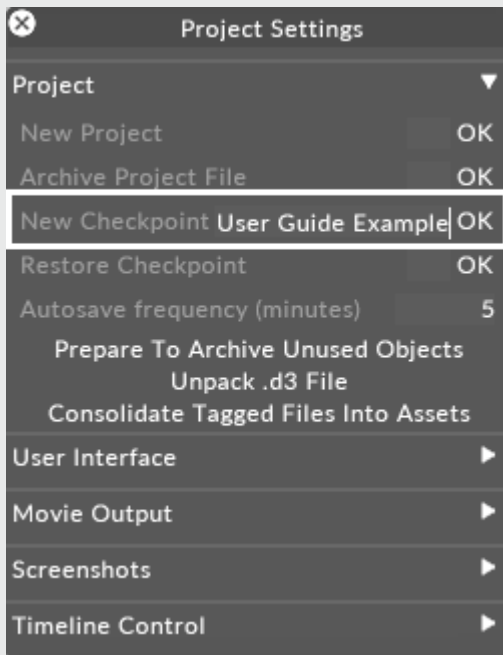 Project Settings
Project
New Project OK
Archive Project File OK
New Checkpoint User Guide Example OK
Restore Checkpoint OK
Autosave frequency (minutes) 5
Prepare To Archive Unused Objects
Unpack .d3 File
Consolidate Tagged Files Into Assets
User Interface
Movie Output
Screenshots
Timeline Control